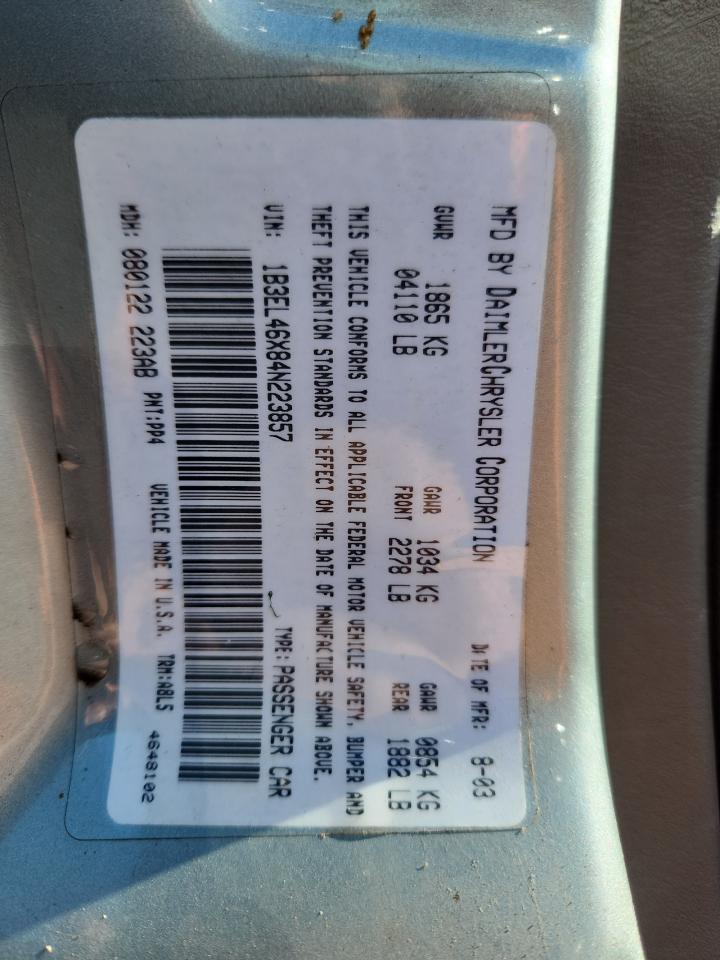 MFD BY DAIMLERCHRYSLER CORPORATION DATE OF MFR: 8-03
GVWR 1865 KG GAWR 1034 KG GAWR 0854 KG
04110 LB FRONT 2278 LB REAR 1882 LB
THIS VEHICLE CONFORMS TO ALL APPLICABLE FEDERAL MOTOR VEHICLE SAFETY, BUMPER AND
THEFT PREVENTION STANDARDS IN EFFECT ON THE DATE OF MANUFACTURE SHOWN ABOVE.
VIN: 1B3EL46X84N223857 TYPE: PASSENGER CAR
MDH: 080122 223AB PNT:PP4 VEHICLE MADE IN U.S.A. TRM:A8L5 4648102